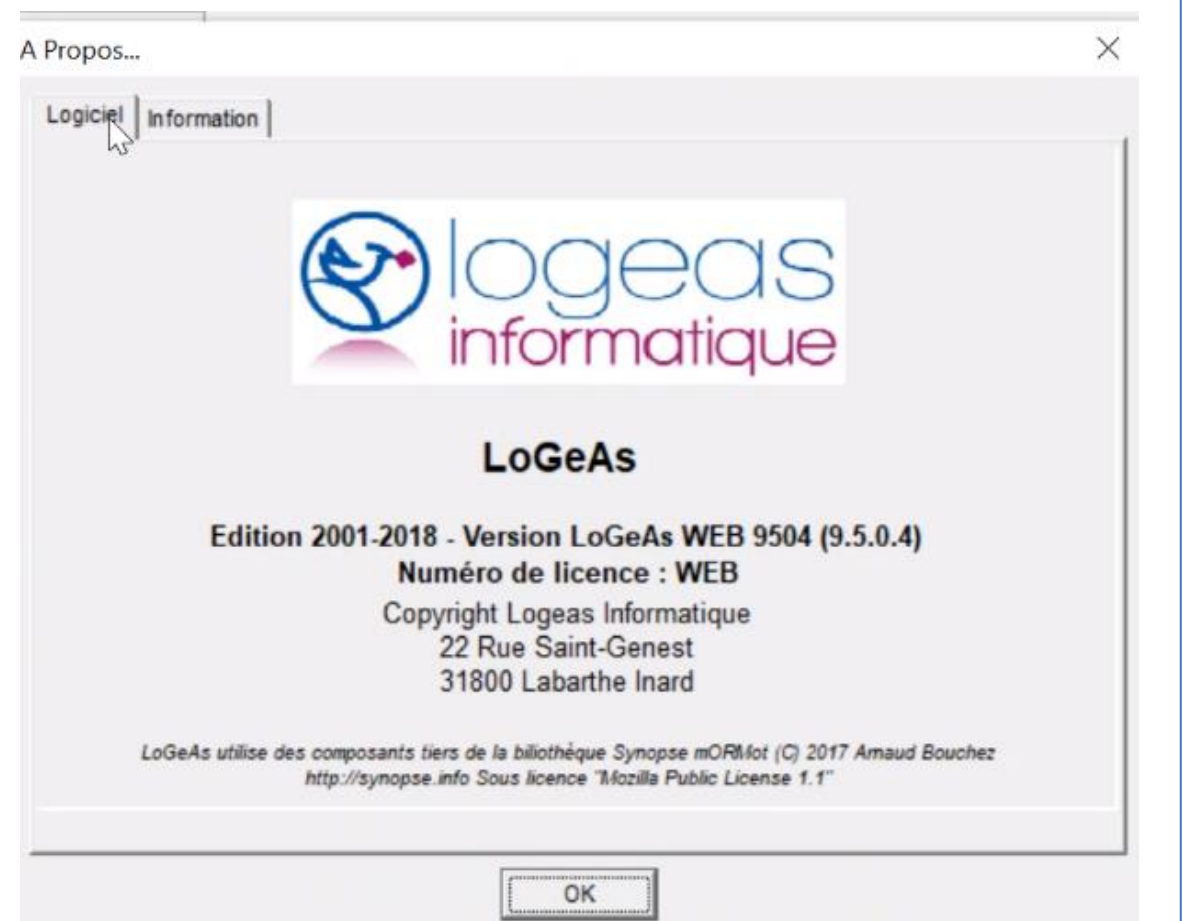 A Propos...
Logiciel
Information
logeas
informatique
LoGeAs
Edition 2001-2018 - Version LoGeAs WEB 9504 (9.5.0.4)
Numéro de licence : WEB
Copyright Logeas Informatique
22 Rue Saint-Genest
31800 Labarthe Inard
LoGeAs utilise des composants tiers de la biliothèque Synopse mORMot (C) 2017 Arnaud Bouchez
http://synopse.info Sous licence "Mozilla Public License 1.1"
OK